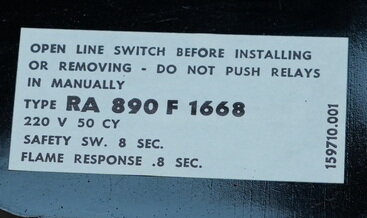 OPEN LINE SWITCH BEFORE INSTALLING
OR REMOVING - DO NOT PUSH RELAYS
IN MANUALLY
TYPE RA 890 F 1668
220 V 50 CY
SAFETY SW. 8 SEC.
FLAME RESPONSE .8 SEC.
159710.001